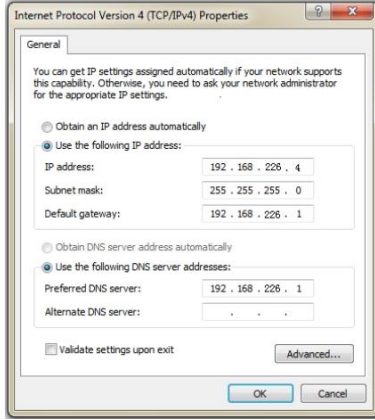 Internet Protocol Version 4 (TCP/IPv4) Properties
General
You can get IP settings assigned automatically if your network supports
this capability. Otherwise, you need to ask your network administrator
for the appropriate IP settings.
Obtain an IP address automatically
Use the following IP address:
IP address: 192 . 168 . 226 . 4
Subnet mask: 255 . 255 . 255 . 0
Default gateway: 192 . 168 . 226 . 1
Obtain DNS server address automatically
Use the following DNS server addresses:
Preferred DNS server: 192 . 168 . 226 . 1
Alternate DNS server: . . .
Validate settings upon exit
Advanced...
OK Cancel